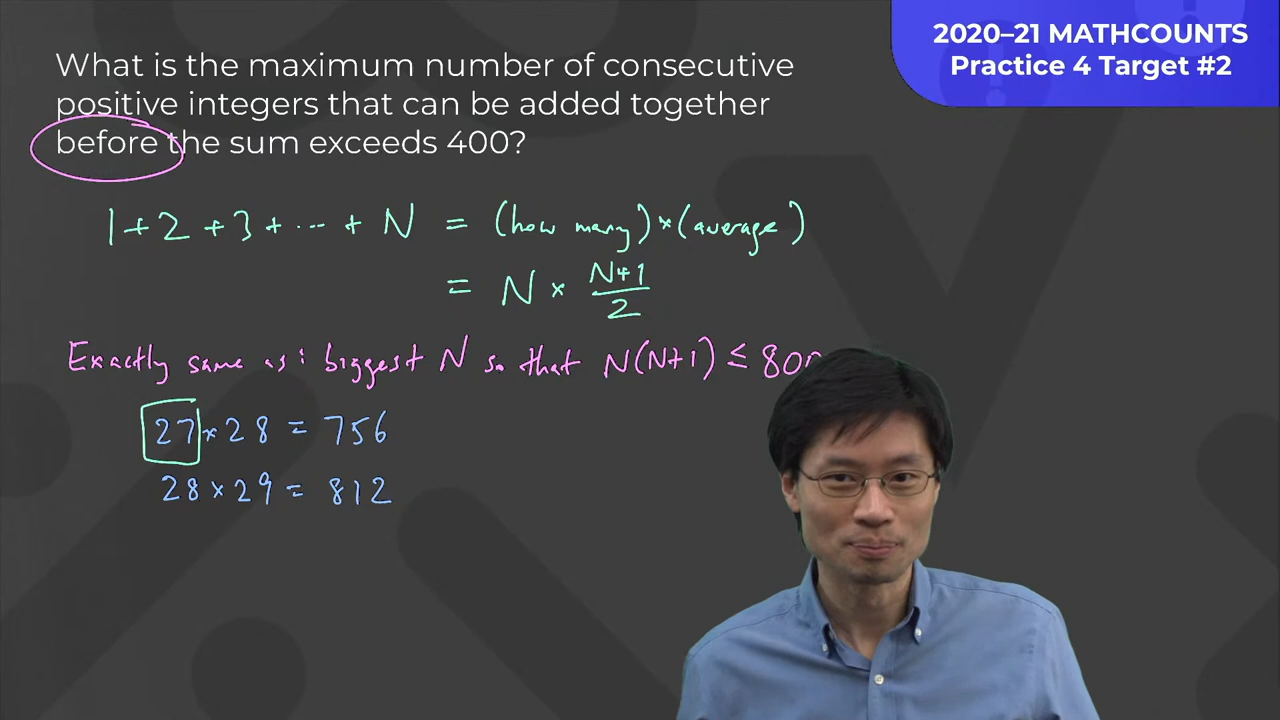 2020–21 MATHCOUNTS
Practice 4 Target #2
What is the maximum number of consecutive
positive integers that can be added together
before the sum exceeds 400?
1+2+3+ ··· + N = (how many)×(average)
= N × (N+1)/2
Exactly same as: biggest N so that N(N+1) ≤ 800
27×28 = 756
28×29 = 812